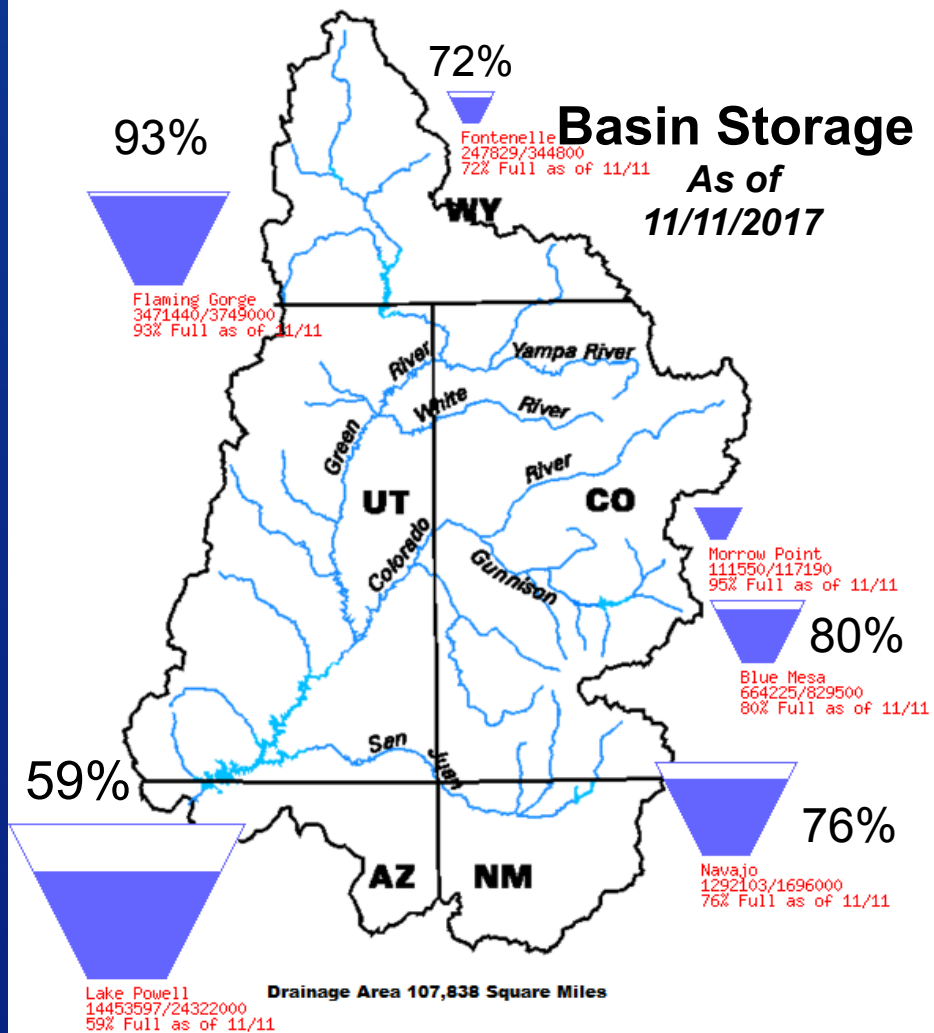 72%
Basin Storage
As of
11/11/2017
93%
Fontenelle
247829/344800
72% Full as of 11/11
WY
Flaming Gorge
3471440/3749000
93% Full as of 11/11
River
Yampa River
White River
Green
River
UT
CO
Colorado
Gunnison
Morrow Point
111550/117190
95% Full as of 11/11
80%
Blue Mesa
664225/829500
80% Full as of 11/11
San Juan
59%
76%
AZ
NM
Navajo
1292103/1696000
76% Full as of 11/11
Drainage Area 107,838 Square Miles
Lake Powell
14453597/24322000
59% Full as of 11/11